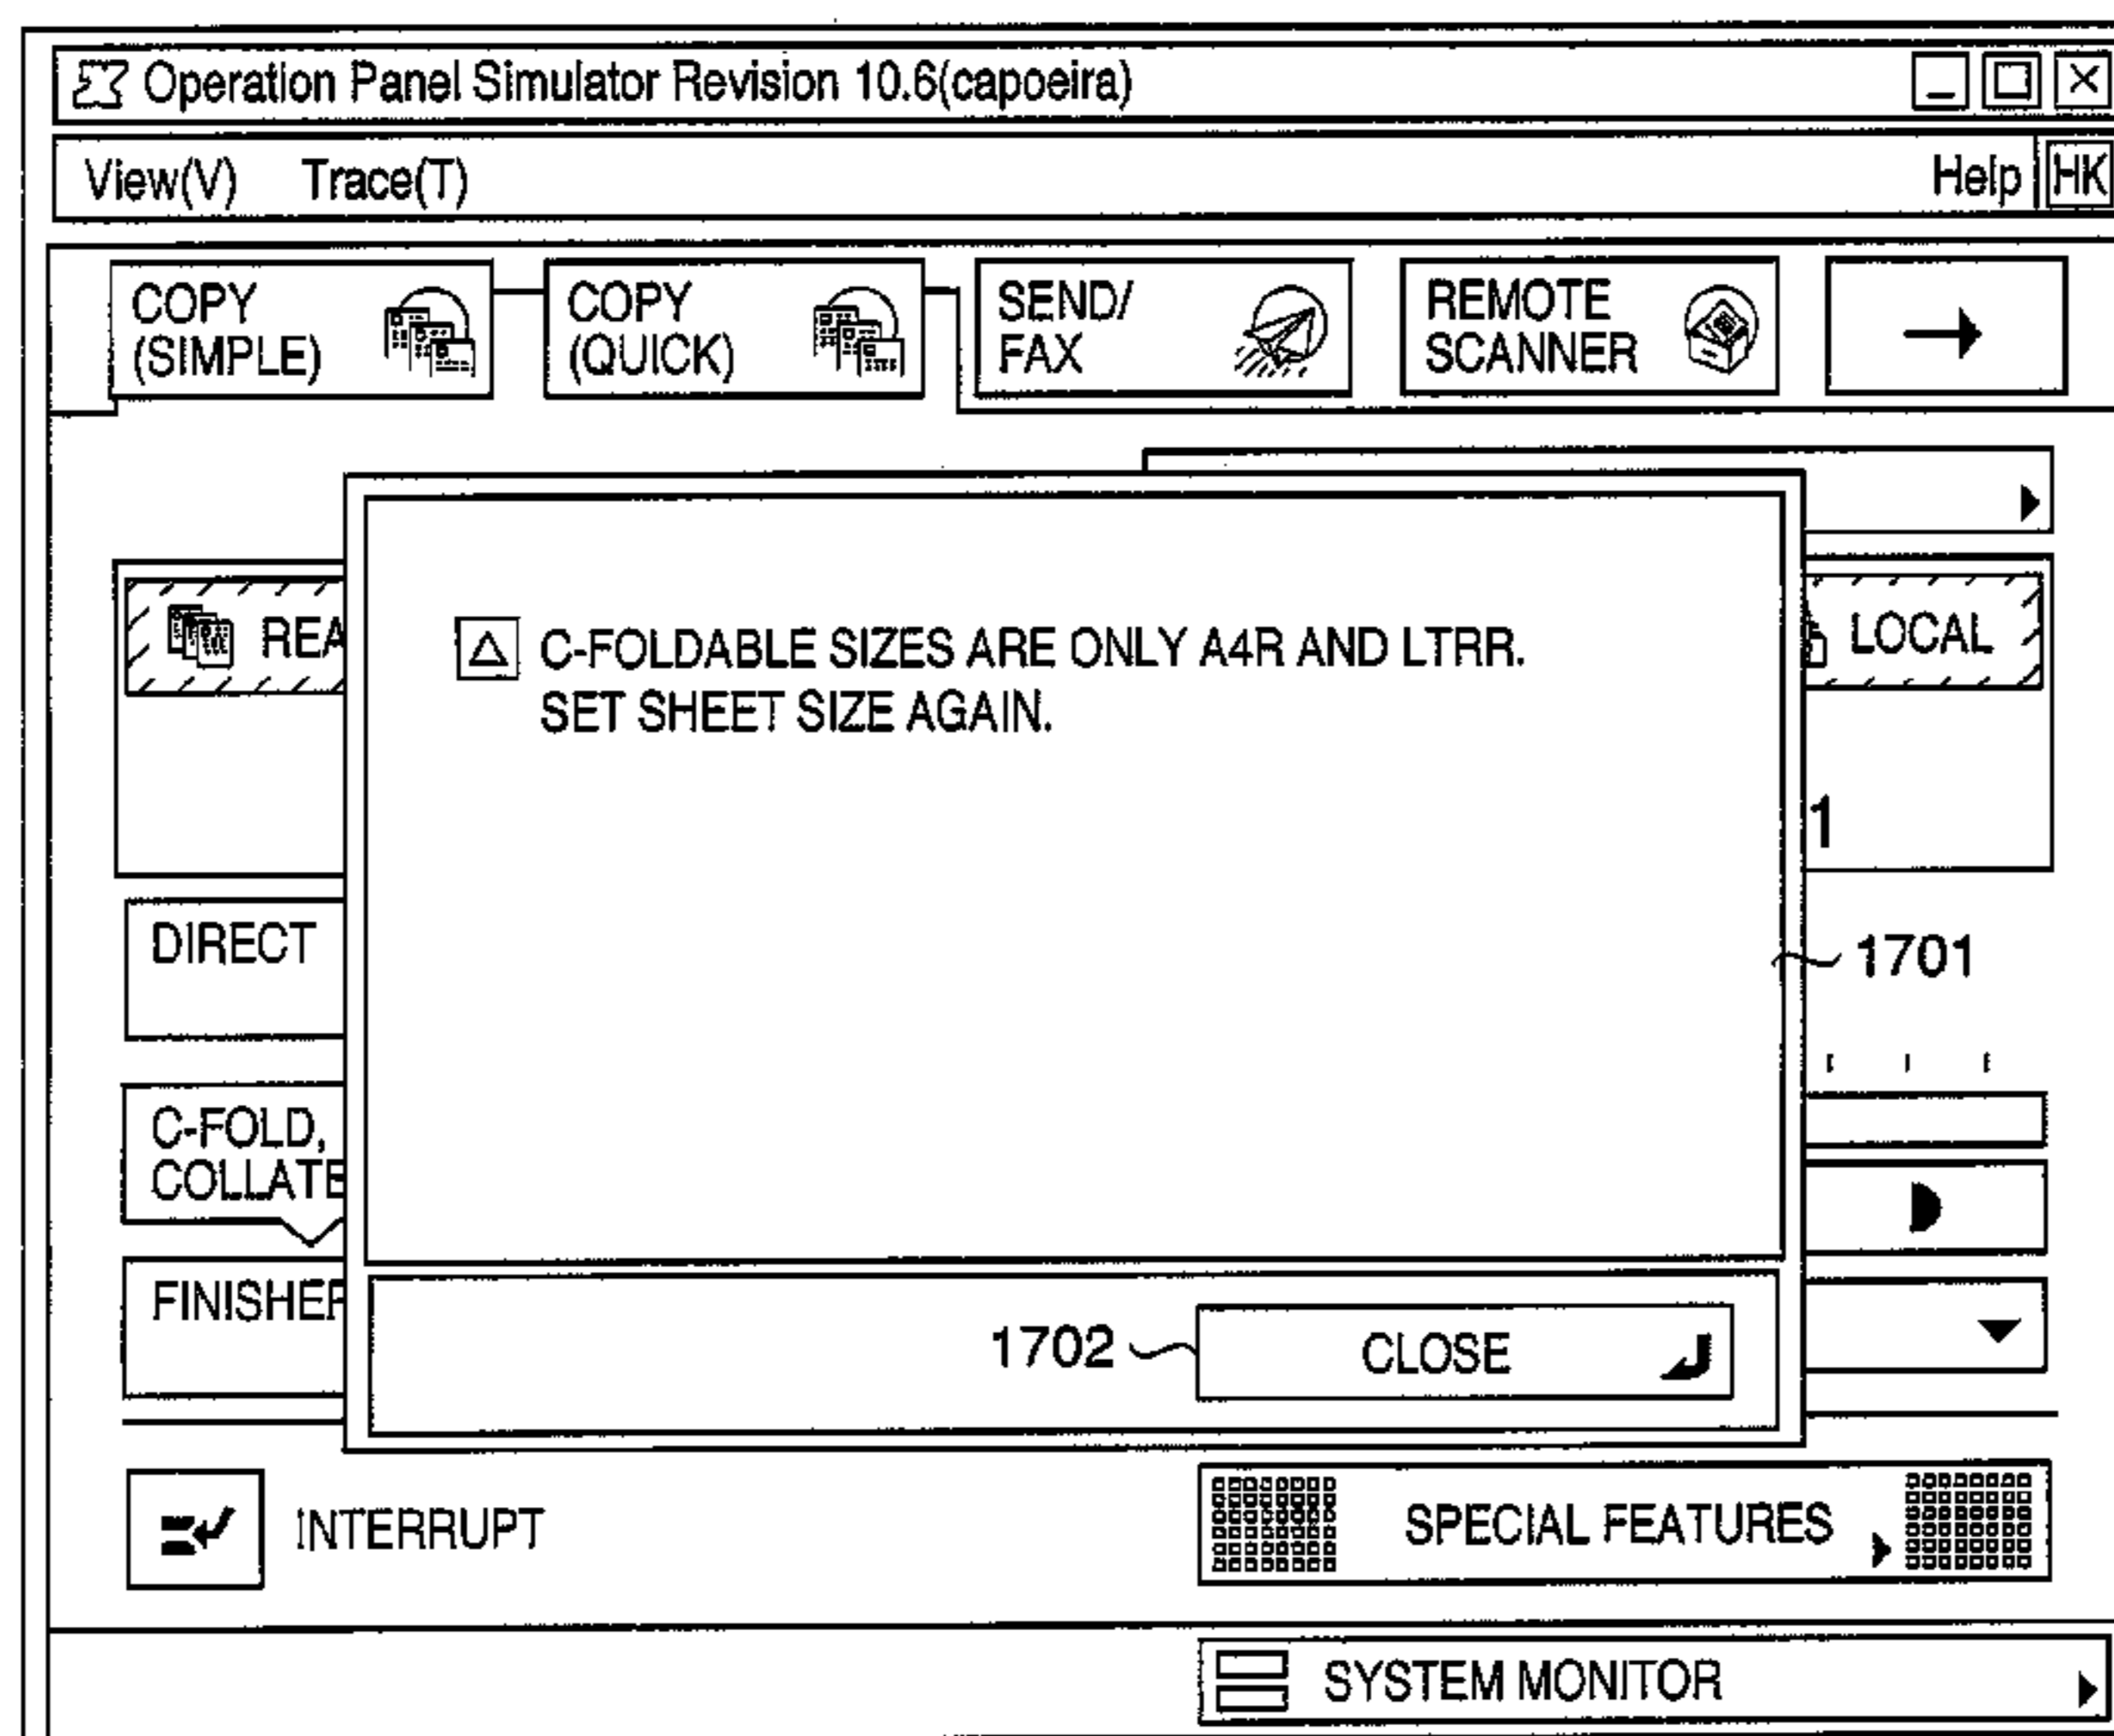 Operation Panel Simulator Revision 10.6(capoeira)
View(V) Trace(T) Help HK
COPY
(SIMPLE)
COPY
(QUICK)
SEND/
FAX
REMOTE
SCANNER
REA
LOCAL
C-FOLDABLE SIZES ARE ONLY A4R AND LTRR.
SET SHEET SIZE AGAIN.
1
DIRECT
1701
C-FOLD,
COLLATE
FINISHER
1702
CLOSE
INTERRUPT
SPECIAL FEATURES
SYSTEM MONITOR